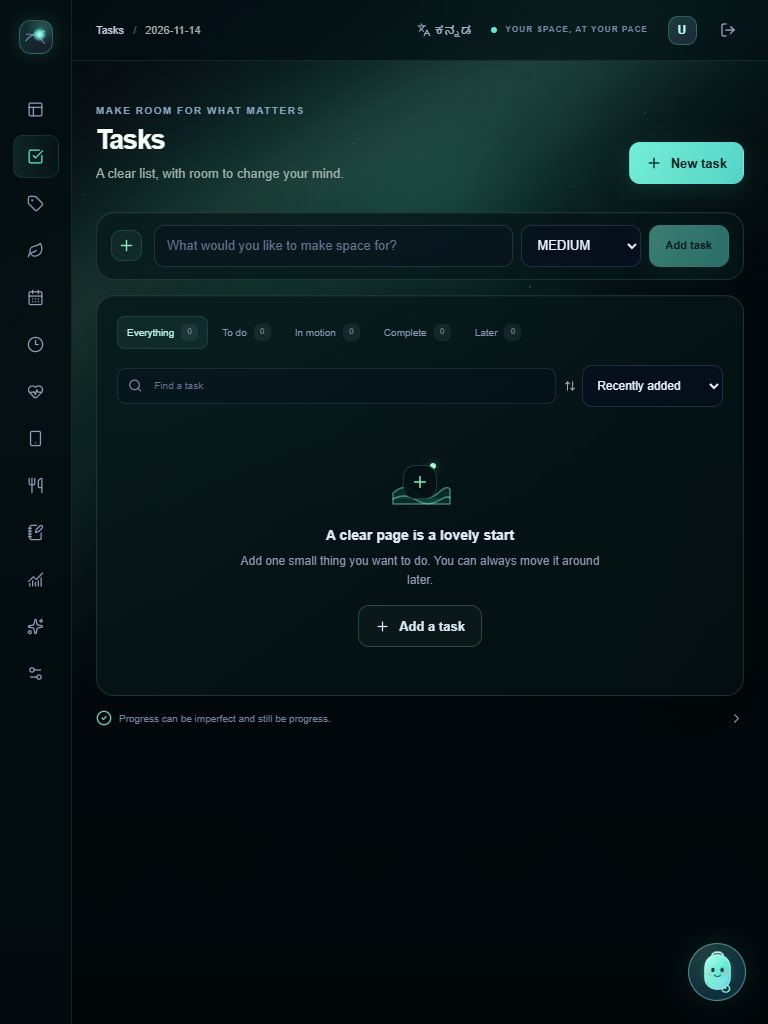 Tasks / 2026-11-14
ಕನ್ನಡ
YOUR SPACE, AT YOUR PACE
U
MAKE ROOM FOR WHAT MATTERS
Tasks
A clear list, with room to change your mind.
New task
What would you like to make space for?
MEDIUM
Add task
Everything 0
To do 0
In motion 0
Complete 0
Later 0
Find a task
Recently added
A clear page is a lovely start
Add one small thing you want to do. You can always move it around
later.
Add a task
Progress can be imperfect and still be progress.